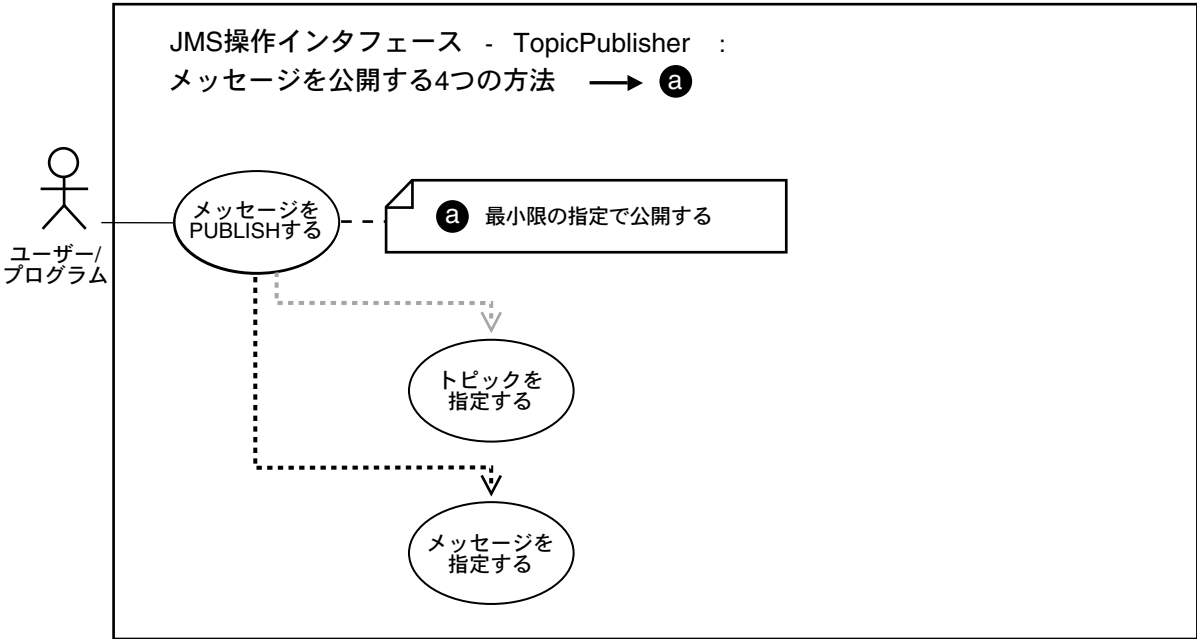 JMS操作インタフェース - TopicPublisher :
メッセージを公開する4つの方法 a
メッセージを
PUBLISHする
a 最小限の指定で公開する
ユーザー/
プログラム
トピックを
指定する
メッセージを
指定する